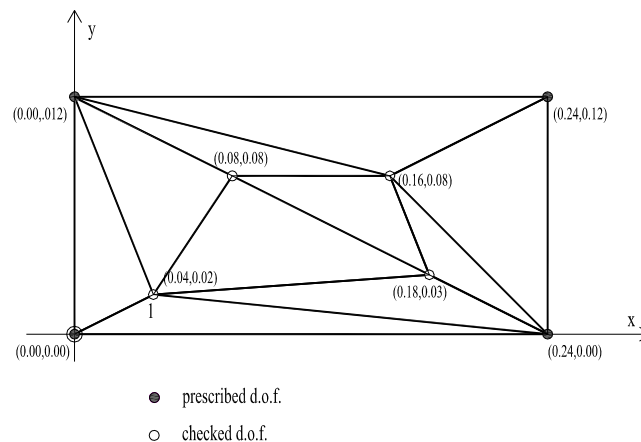 y
(0.00,.012)
(0.24,0.12)
(0.08,0.08)
(0.16,0.08)
(0.04,0.02)
1
(0.18,0.03)
x
(0.00,0.00)
(0.24,0.00)
prescribed d.o.f.
checked d.o.f.